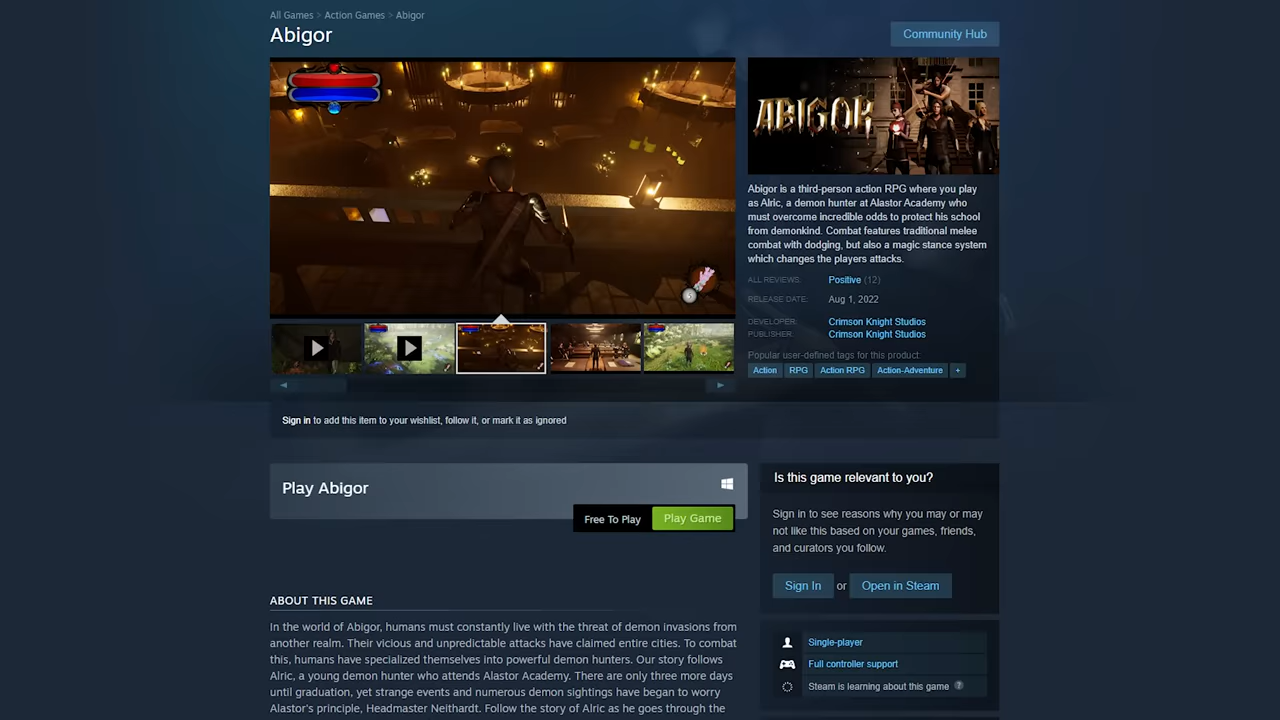 All Games > Action Games > Abigor
Abigor
Community Hub
ABIGOR
Abigor is a third-person action RPG where you play
as Alric, a demon hunter at Alastor Academy who
must overcome incredible odds to protect his school
from demonkind. Combat features traditional melee
combat with dodging, but also a magic stance system
which changes the players attacks.
ALL REVIEWS: Positive (12)
RELEASE DATE: Aug 1, 2022
DEVELOPER: Crimson Knight Studios
PUBLISHER: Crimson Knight Studios
Popular user-defined tags for this product:
Action RPG Action RPG Action-Adventure +
Sign in to add this item to your wishlist, follow it, or mark it as ignored
Play Abigor
Free To Play Play Game
Is this game relevant to you?
Sign in to see reasons why you may or may
not like this based on your games, friends,
and curators you follow.
Sign In or Open in Steam
ABOUT THIS GAME
In the world of Abigor, humans must constantly live with the threat of demon invasions from
another realm. Their vicious and unpredictable attacks have claimed entire cities. To combat
this, humans have specialized themselves into powerful demon hunters. Our story follows
Alric, a young demon hunter who attends Alastor Academy. There are only three more days
until graduation, yet strange events and numerous demon sightings have began to worry
Alastor's principle, Headmaster Neithardt. Follow the story of Alric as he goes through the
Single-player
Full controller support
Steam is learning about this game ?